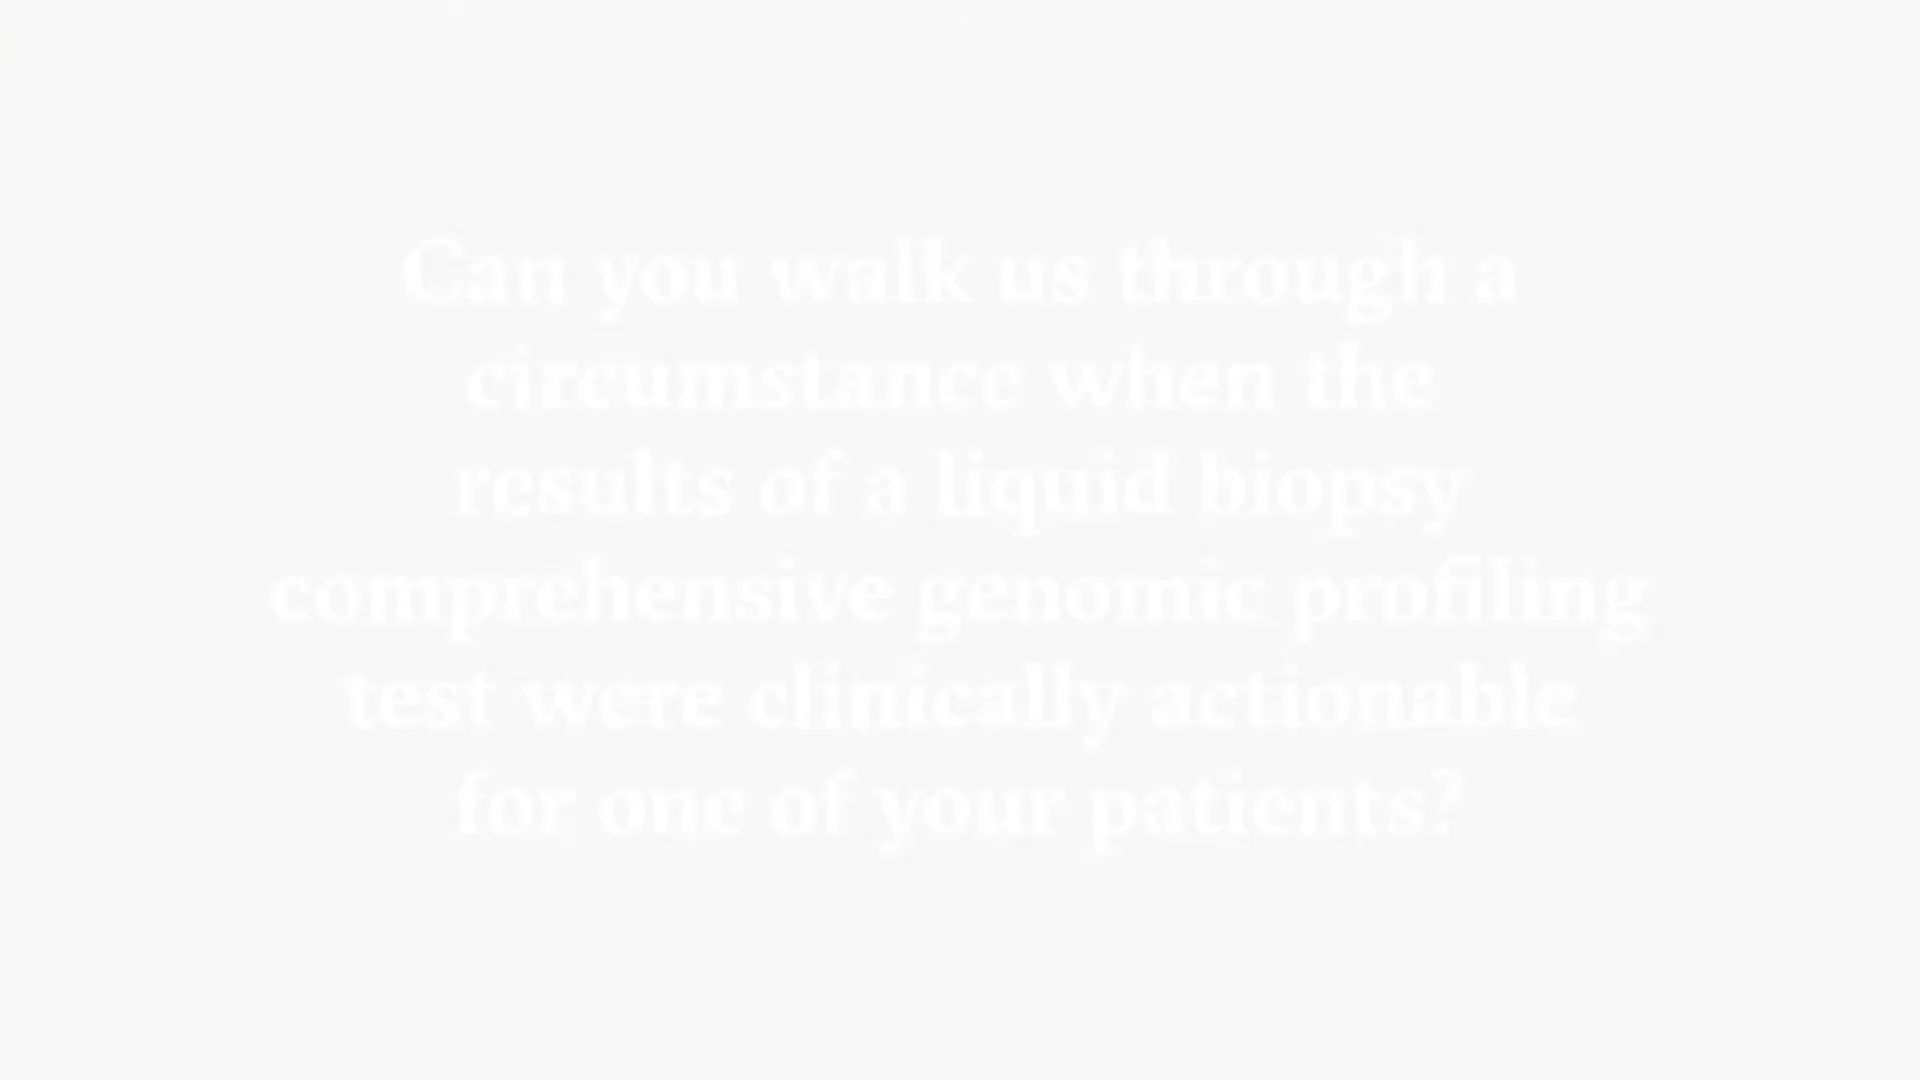 Can you walk us through a
circumstance when the
results of a liquid biopsy
comprehensive genomic profiling
test were clinically actionable
for one of your patients?